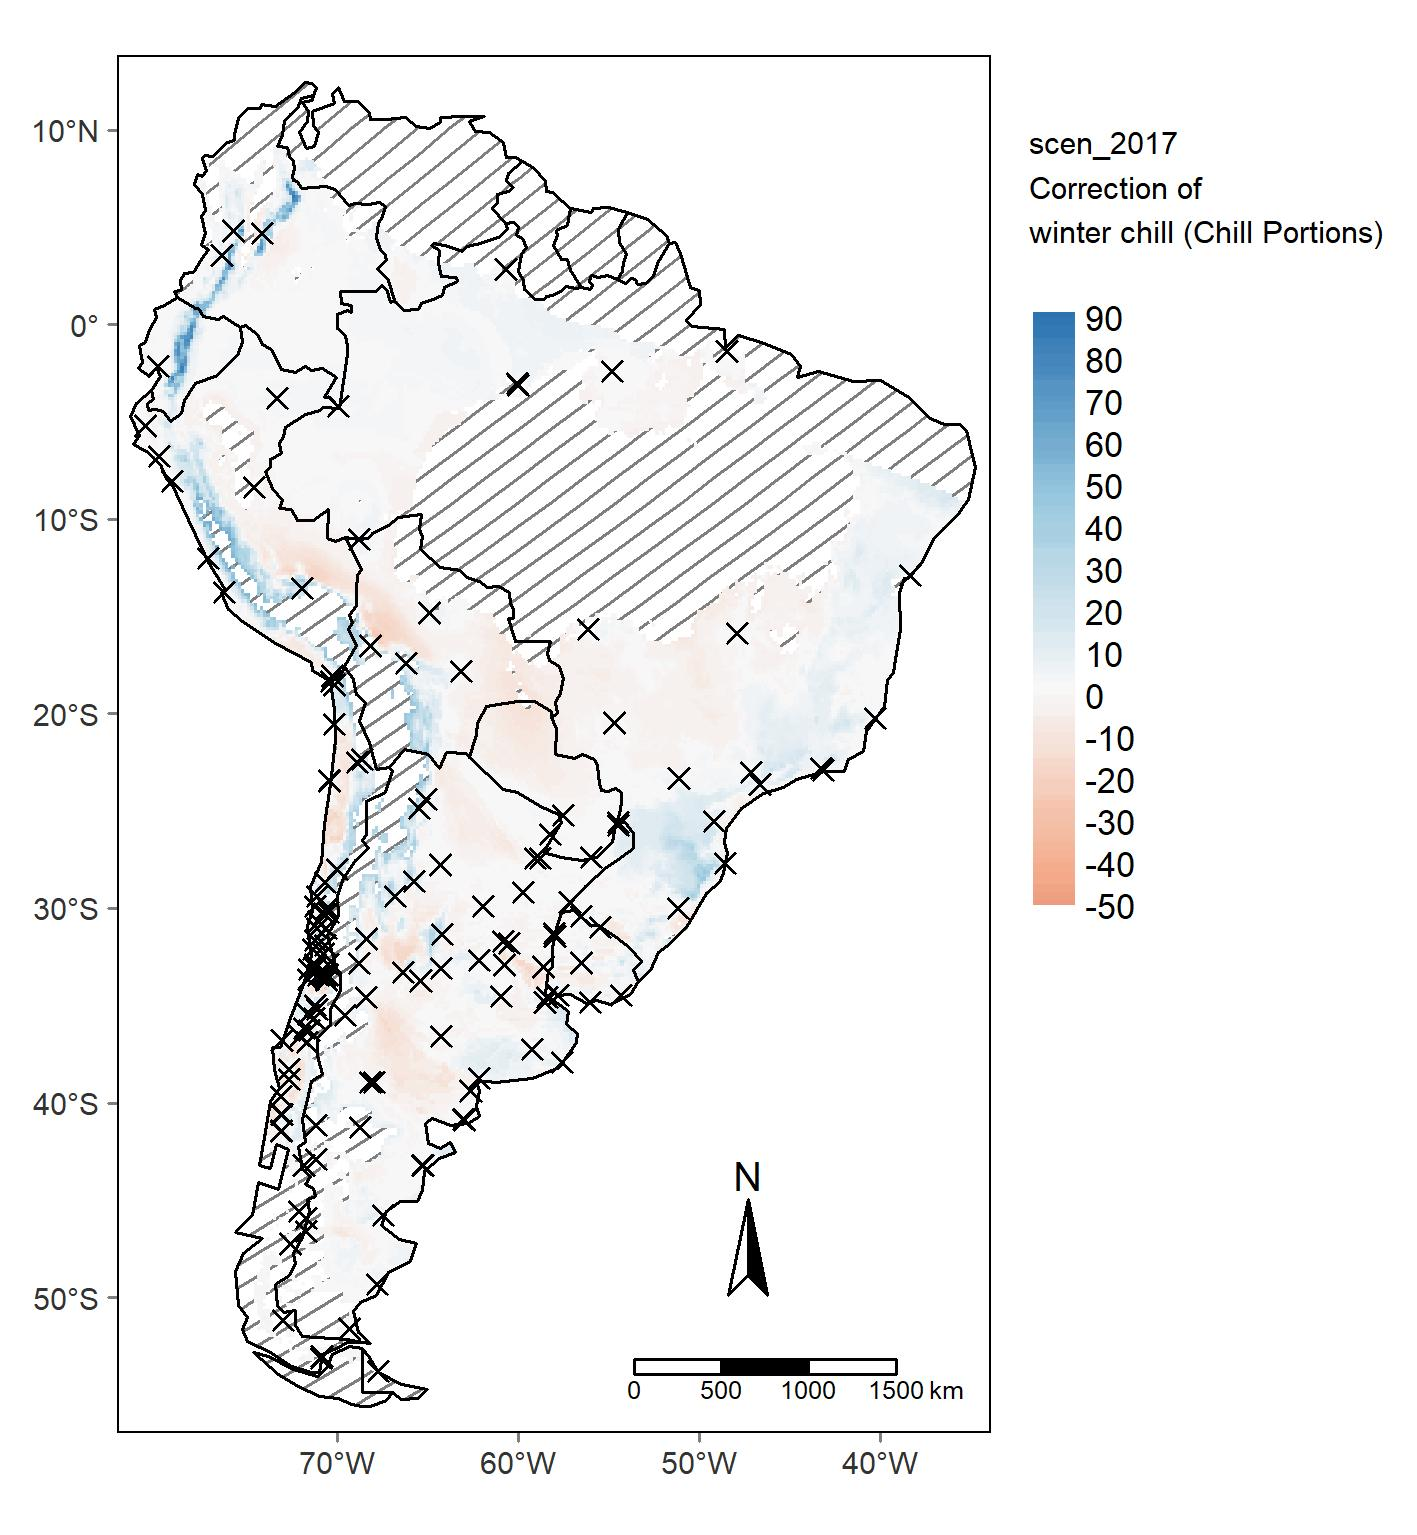 scen_2017
Correction of
winter chill (Chill Portions)
90
80
70
60
50
40
30
20
10
0
-10
-20
-30
-40
-50
10°N
0°
10°S
20°S
30°S
40°S
50°S
N
0 500 1000 1500 km
70°W 60°W 50°W 40°W